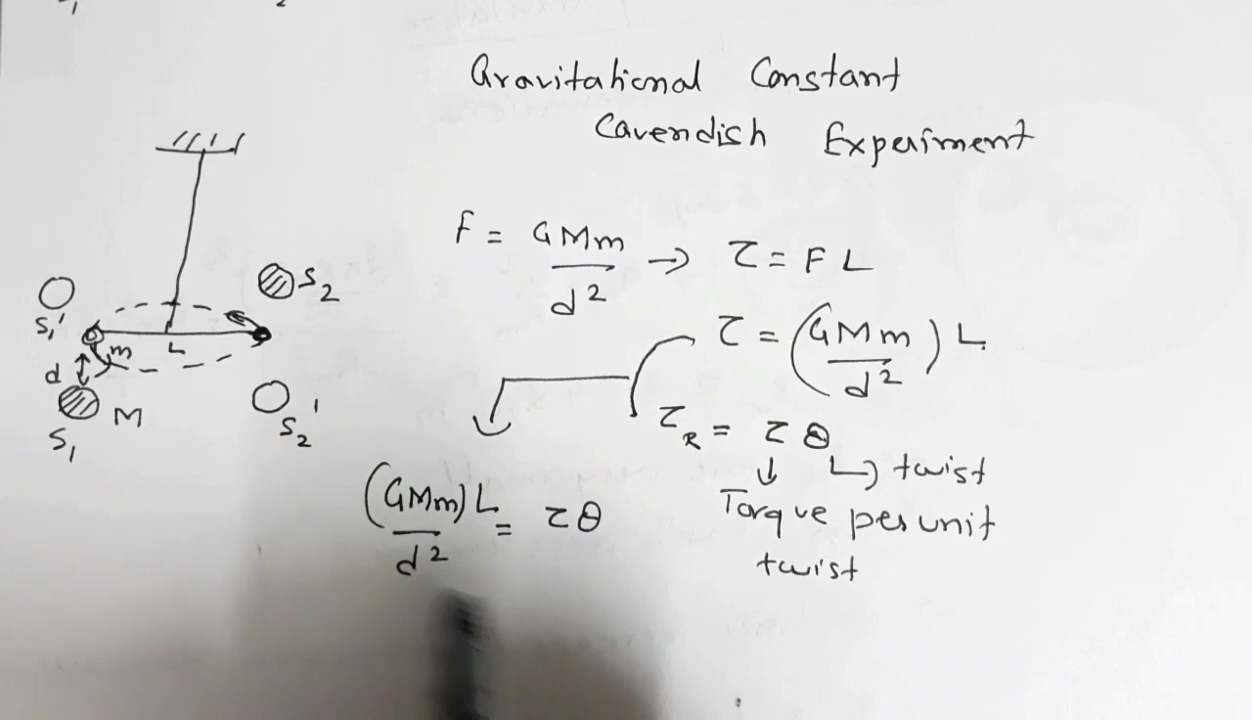 Gravitational Constant
Cavendish Experiment
F = GMm / d² → τ = FL
τ = (GMm / d²) L
τR = τθ
↓ ↳ twist
Torque per unit
twist
(GMm / d²) L = τθ
S₂
S₁'
m
L
d
M
S₁
S₂'